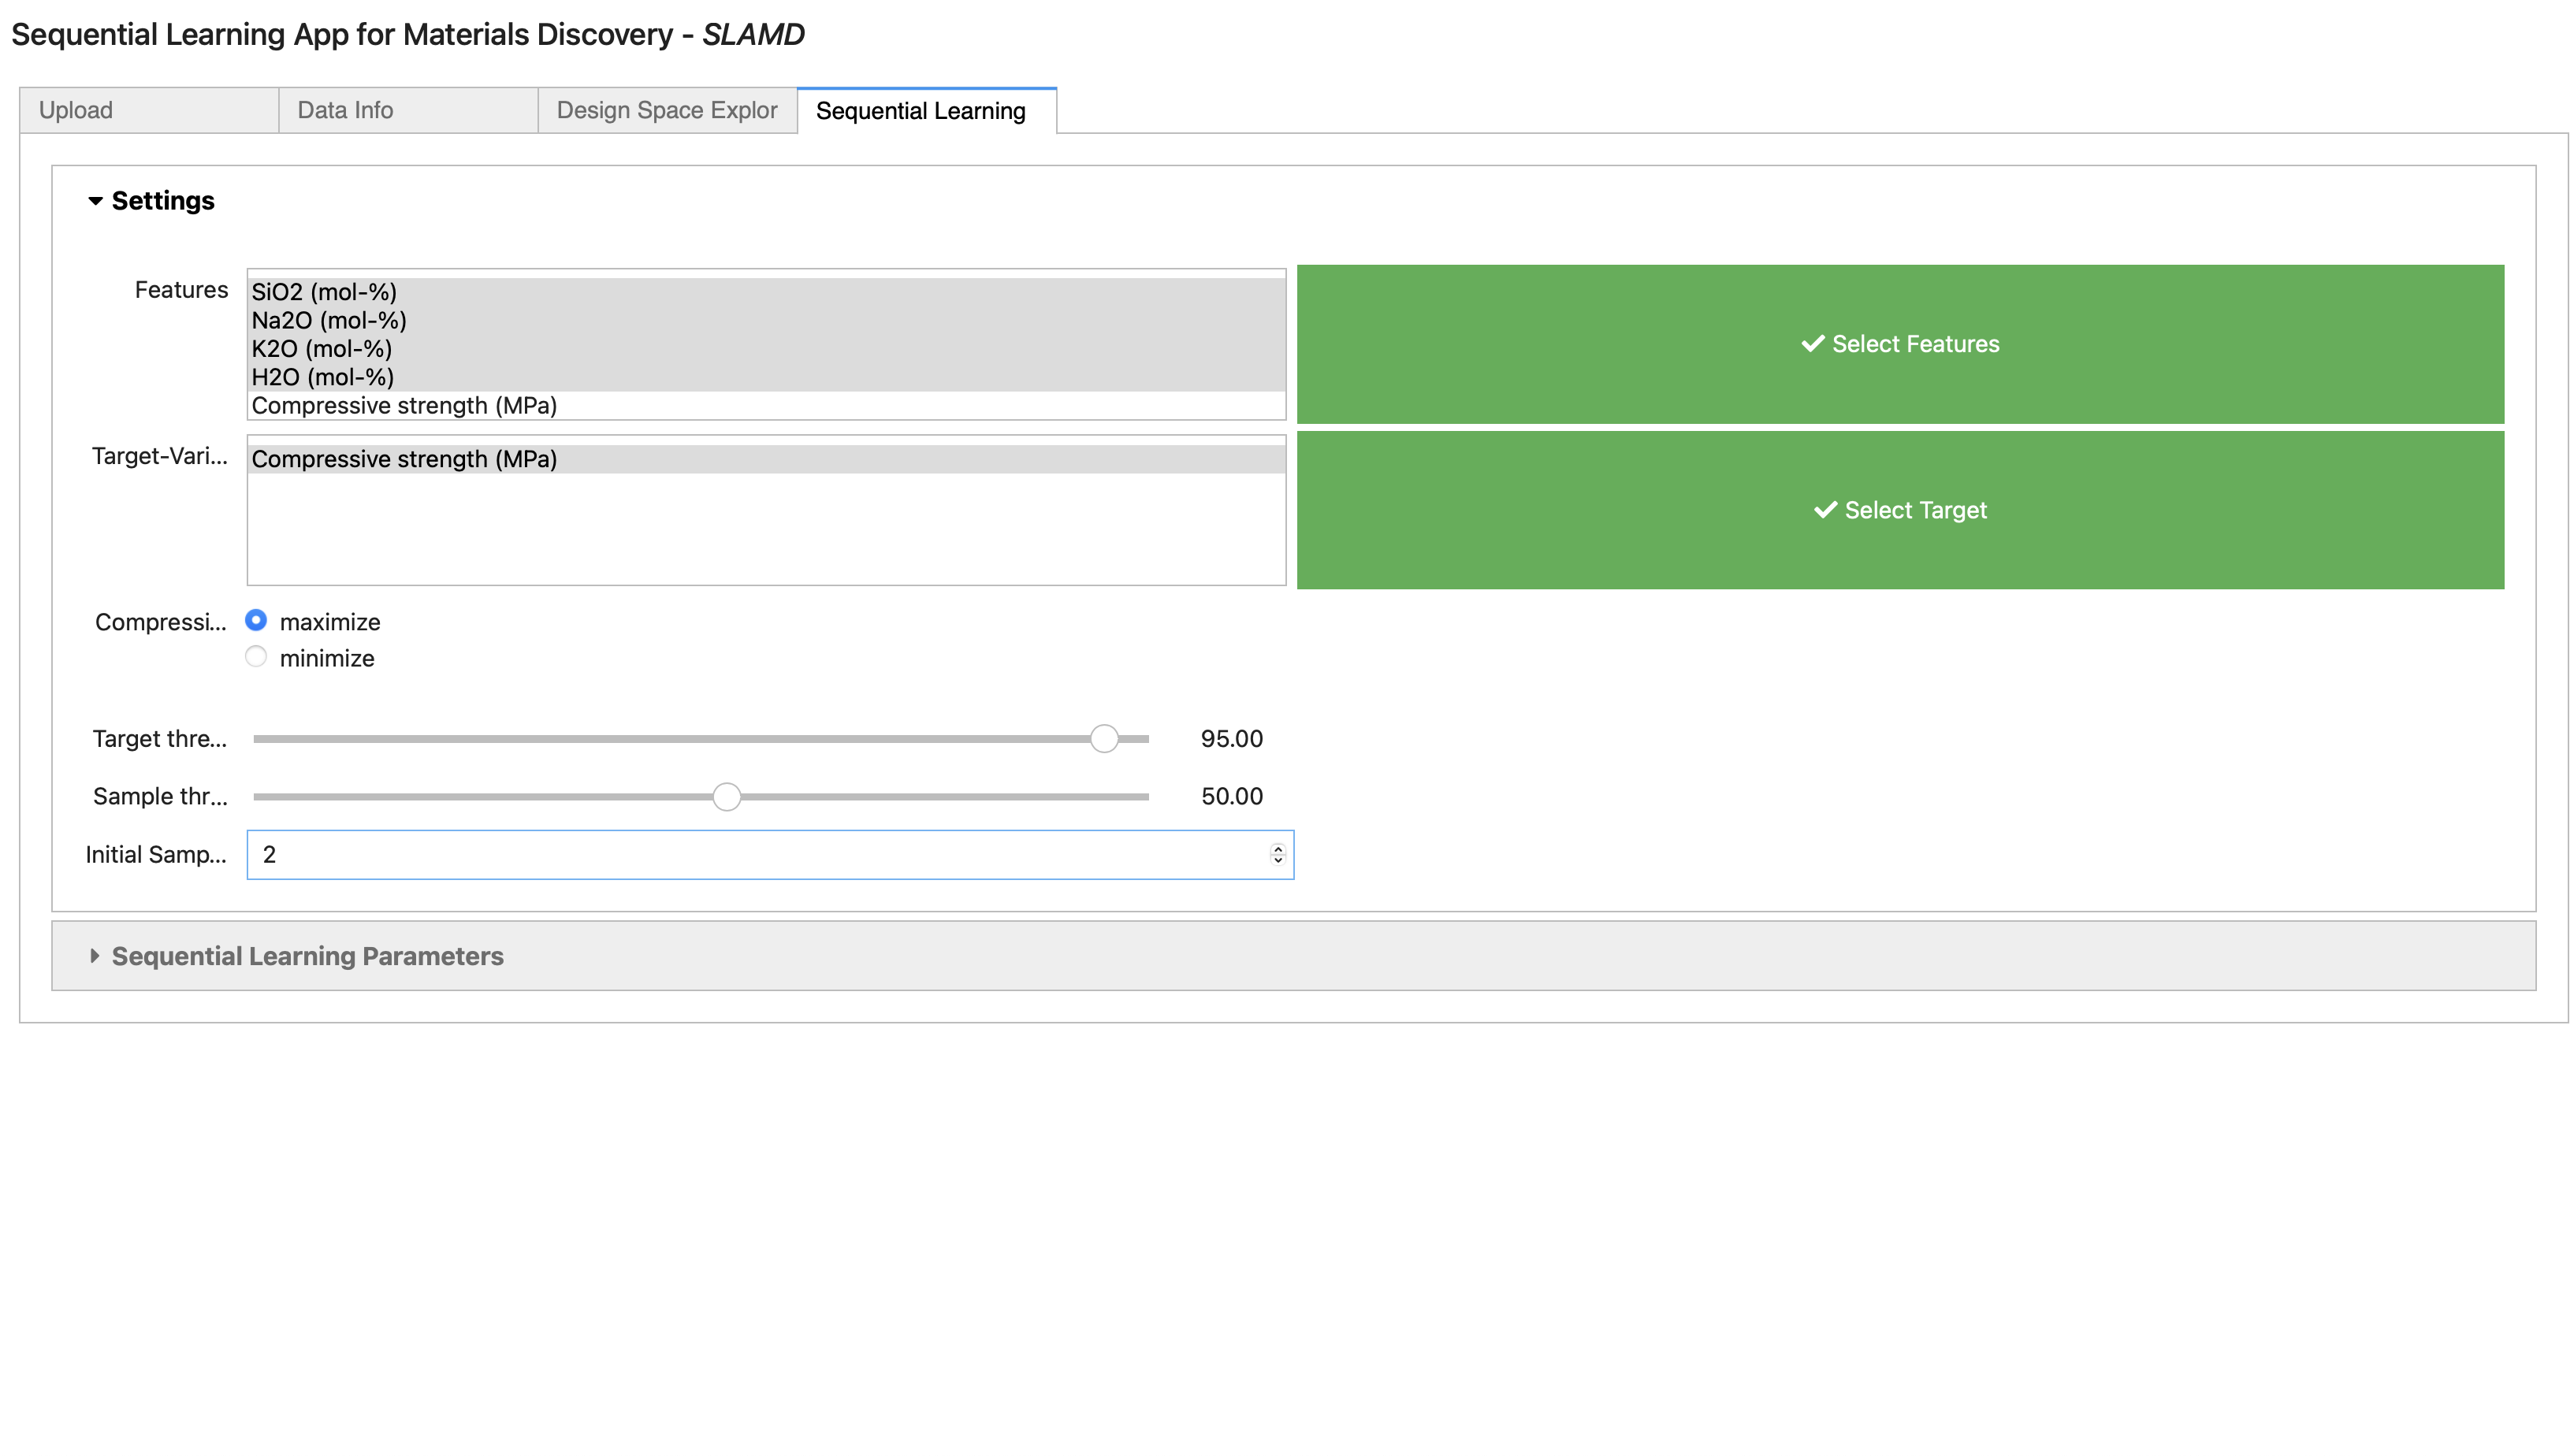 Sequential Learning App for Materials Discovery - SLAMD
Upload
Data Info
Design Space Explor
Sequential Learning
Settings
Features
SiO2 (mol-%)
Na2O (mol-%)
K2O (mol-%)
H2O (mol-%)
Compressive strength (MPa)
Select Features
Target-Vari...
Compressive strength (MPa)
Select Target
Compressi...
maximize
minimize
Target thre...
95.00
Sample thr...
50.00
Initial Samp...
2
Sequential Learning Parameters